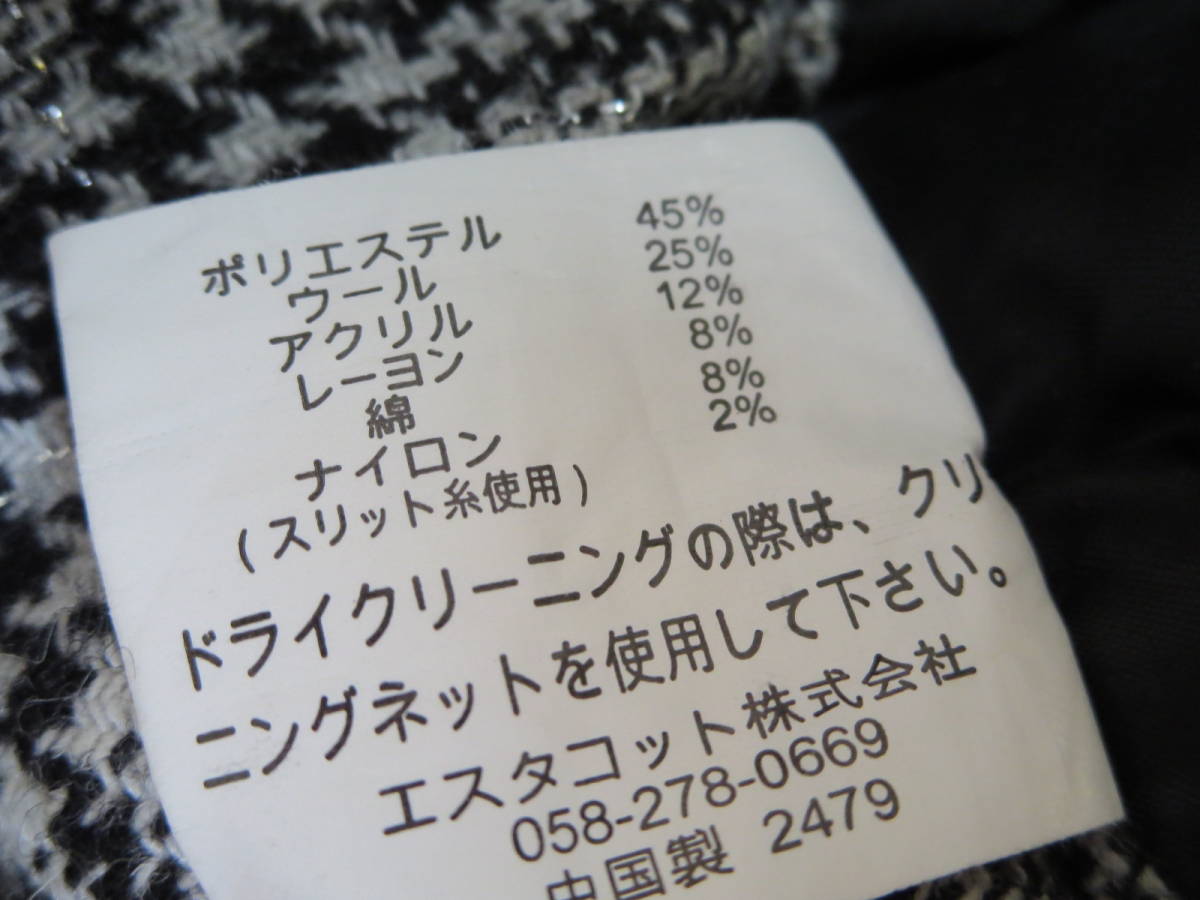 ポリエステル 45%
ウール 25%
アクリル 12%
レーヨン 8%
綿 8%
ナイロン 2%
(スリット糸使用)
ドライクリーニングの際は、クリ
ニングネットを使用して下さい。
エスタコット株式会社
058-278-0669
中国製 2479